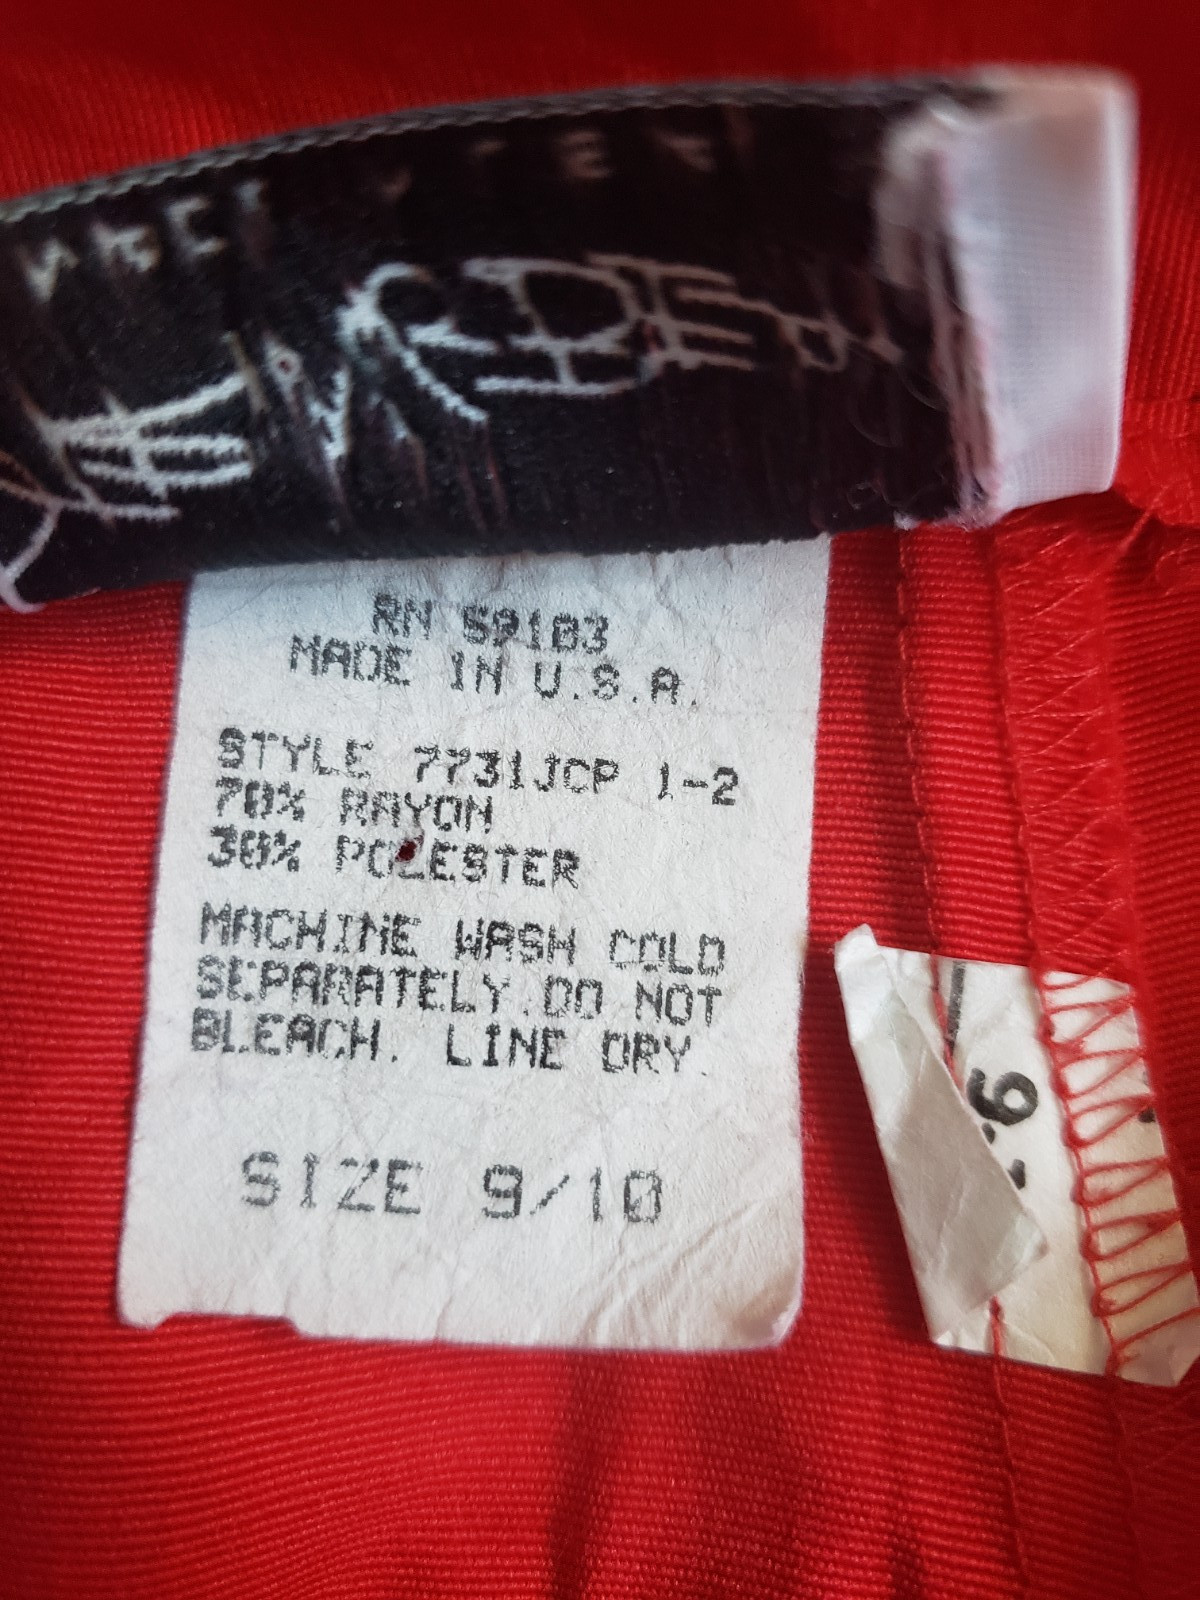 RN 59183
MADE IN U.S.A.
STYLE 7731JCP 1-2
70% RAYON
30% POLESTER
MACHINE WASH COLD
SEPARATELY.DO NOT
BLEACH. LINE DRY.
SIZE 9/10